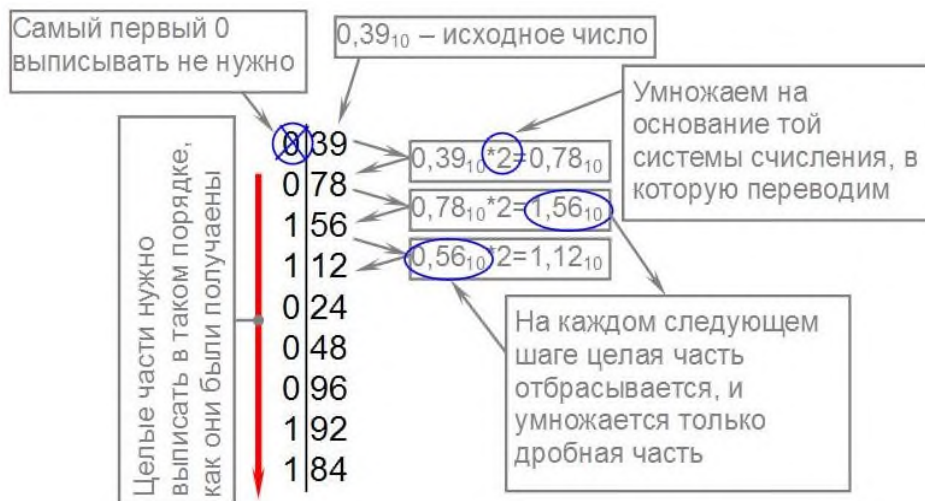 Самый первый 0
выписывать не нужно
0,39₁₀ – исходное число
Умножаем на
основание той
системы счисления, в
которую переводим
Целые части нужно
выписать в таком порядке,
как они были получаены
0 39
0 78
1 56
1 12
0 24
0 48
0 96
1 92
1 84
0,39₁₀*2=0,78₁₀
0,78₁₀*2=1,56₁₀
0,56₁₀*2=1,12₁₀
На каждом следующем
шаге целая часть
отбрасывается, и
умножается только
дробная часть